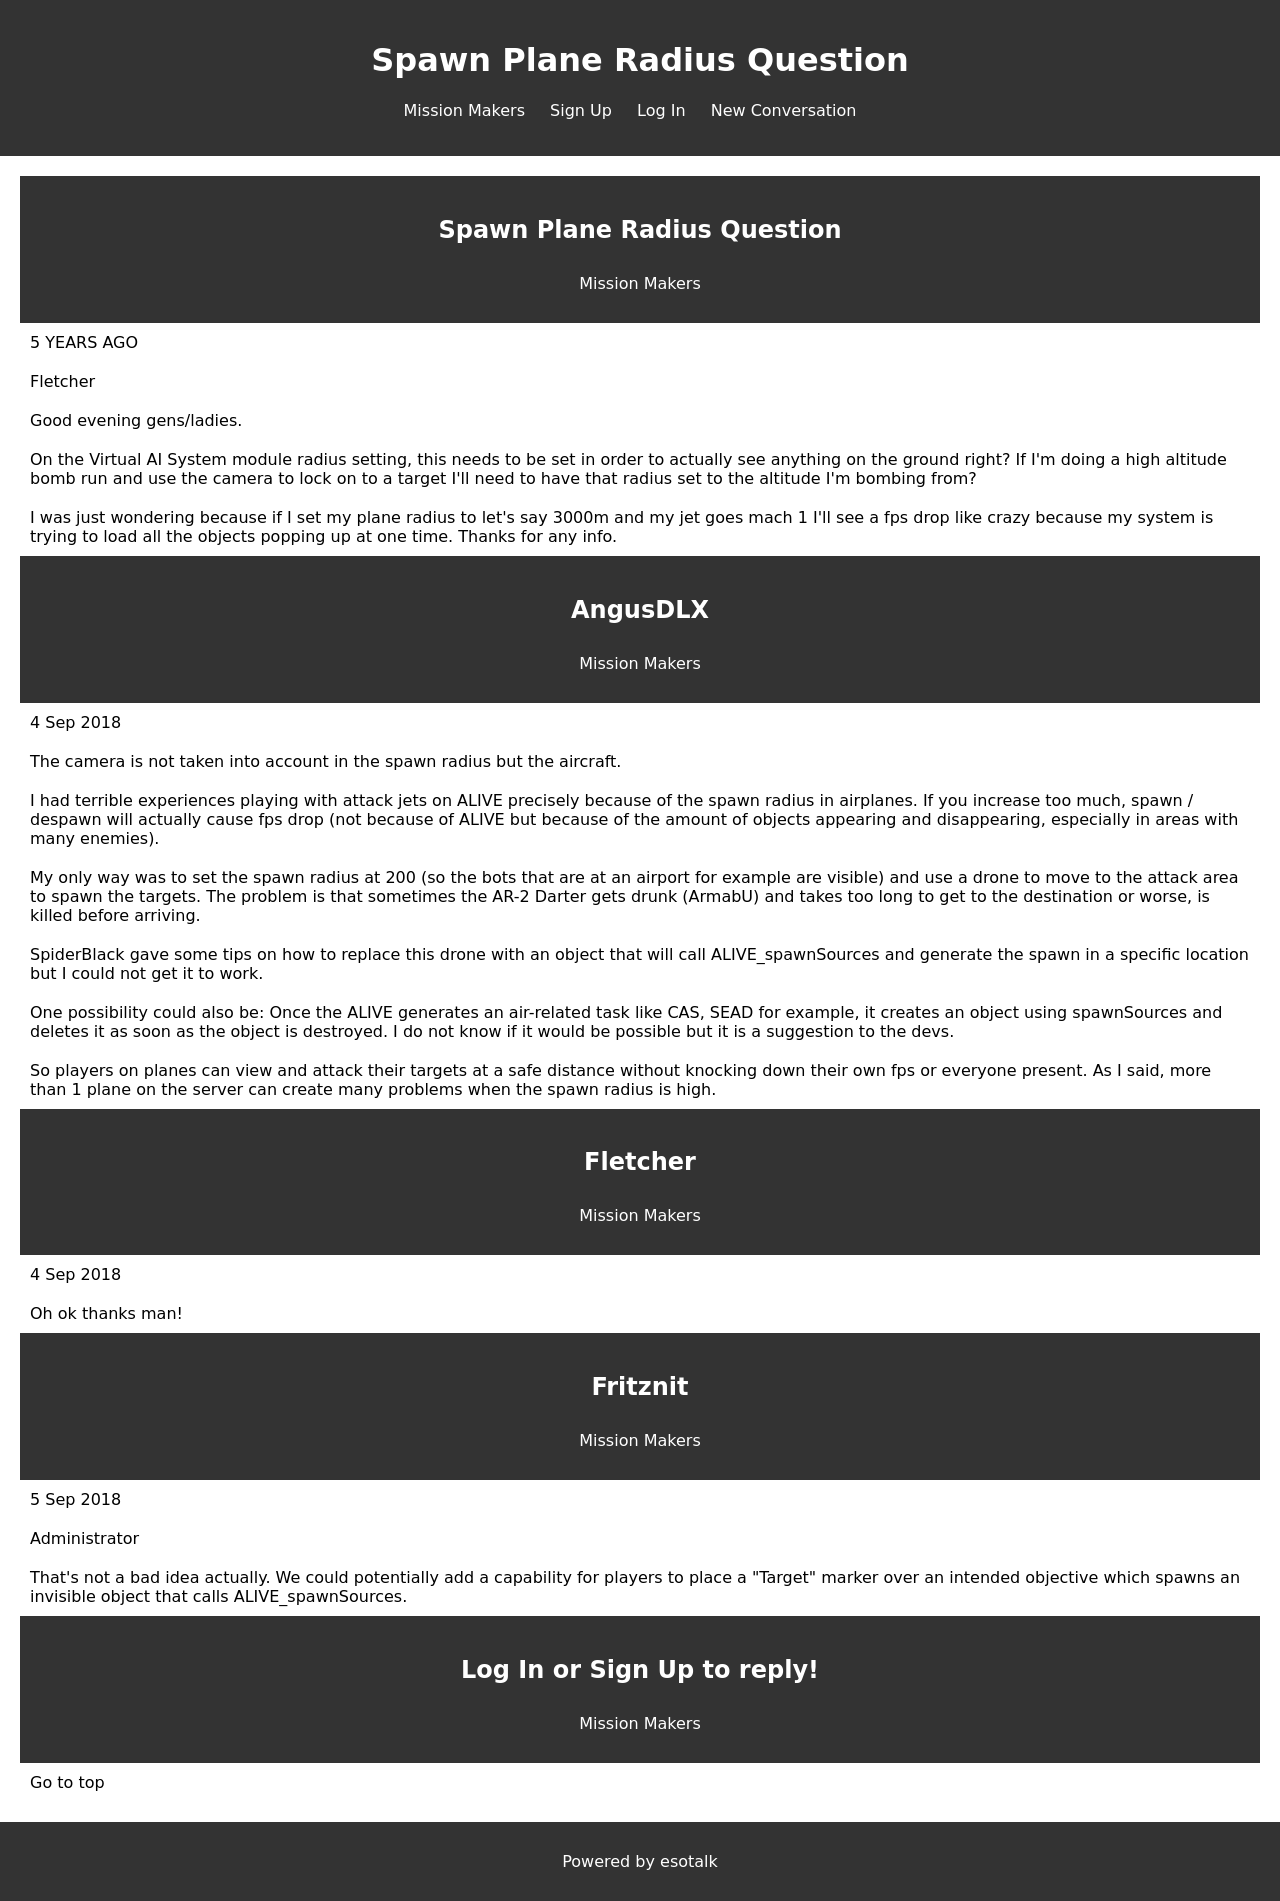 Spawn Plane Radius Question
Mission Makers Sign Up Log In New Conversation
Spawn Plane Radius Question
Mission Makers
5 YEARS AGO
Fletcher
Good evening gens/ladies.
On the Virtual AI System module radius setting, this needs to be set in order to actually see anything on the ground right? If I'm doing a high altitude
bomb run and use the camera to lock on to a target I'll need to have that radius set to the altitude I'm bombing from?
I was just wondering because if I set my plane radius to let's say 3000m and my jet goes mach 1 I'll see a fps drop like crazy because my system is
trying to load all the objects popping up at one time. Thanks for any info.
AngusDLX
Mission Makers
4 Sep 2018
The camera is not taken into account in the spawn radius but the aircraft.
I had terrible experiences playing with attack jets on ALIVE precisely because of the spawn radius in airplanes. If you increase too much, spawn /
despawn will actually cause fps drop (not because of ALIVE but because of the amount of objects appearing and disappearing, especially in areas with
many enemies).
My only way was to set the spawn radius at 200 (so the bots that are at an airport for example are visible) and use a drone to move to the attack area
to spawn the targets. The problem is that sometimes the AR-2 Darter gets drunk (ArmabU) and takes too long to get to the destination or worse, is
killed before arriving.
SpiderBlack gave some tips on how to replace this drone with an object that will call ALIVE_spawnSources and generate the spawn in a specific location
but I could not get it to work.
One possibility could also be: Once the ALIVE generates an air-related task like CAS, SEAD for example, it creates an object using spawnSources and
deletes it as soon as the object is destroyed. I do not know if it would be possible but it is a suggestion to the devs.
So players on planes can view and attack their targets at a safe distance without knocking down their own fps or everyone present. As I said, more
than 1 plane on the server can create many problems when the spawn radius is high.
Fletcher
Mission Makers
4 Sep 2018
Oh ok thanks man!
Fritznit
Mission Makers
5 Sep 2018
Administrator
That's not a bad idea actually. We could potentially add a capability for players to place a "Target" marker over an intended objective which spawns an
invisible object that calls ALIVE_spawnSources.
Log In or Sign Up to reply!
Mission Makers
Go to top
Powered by esotalk